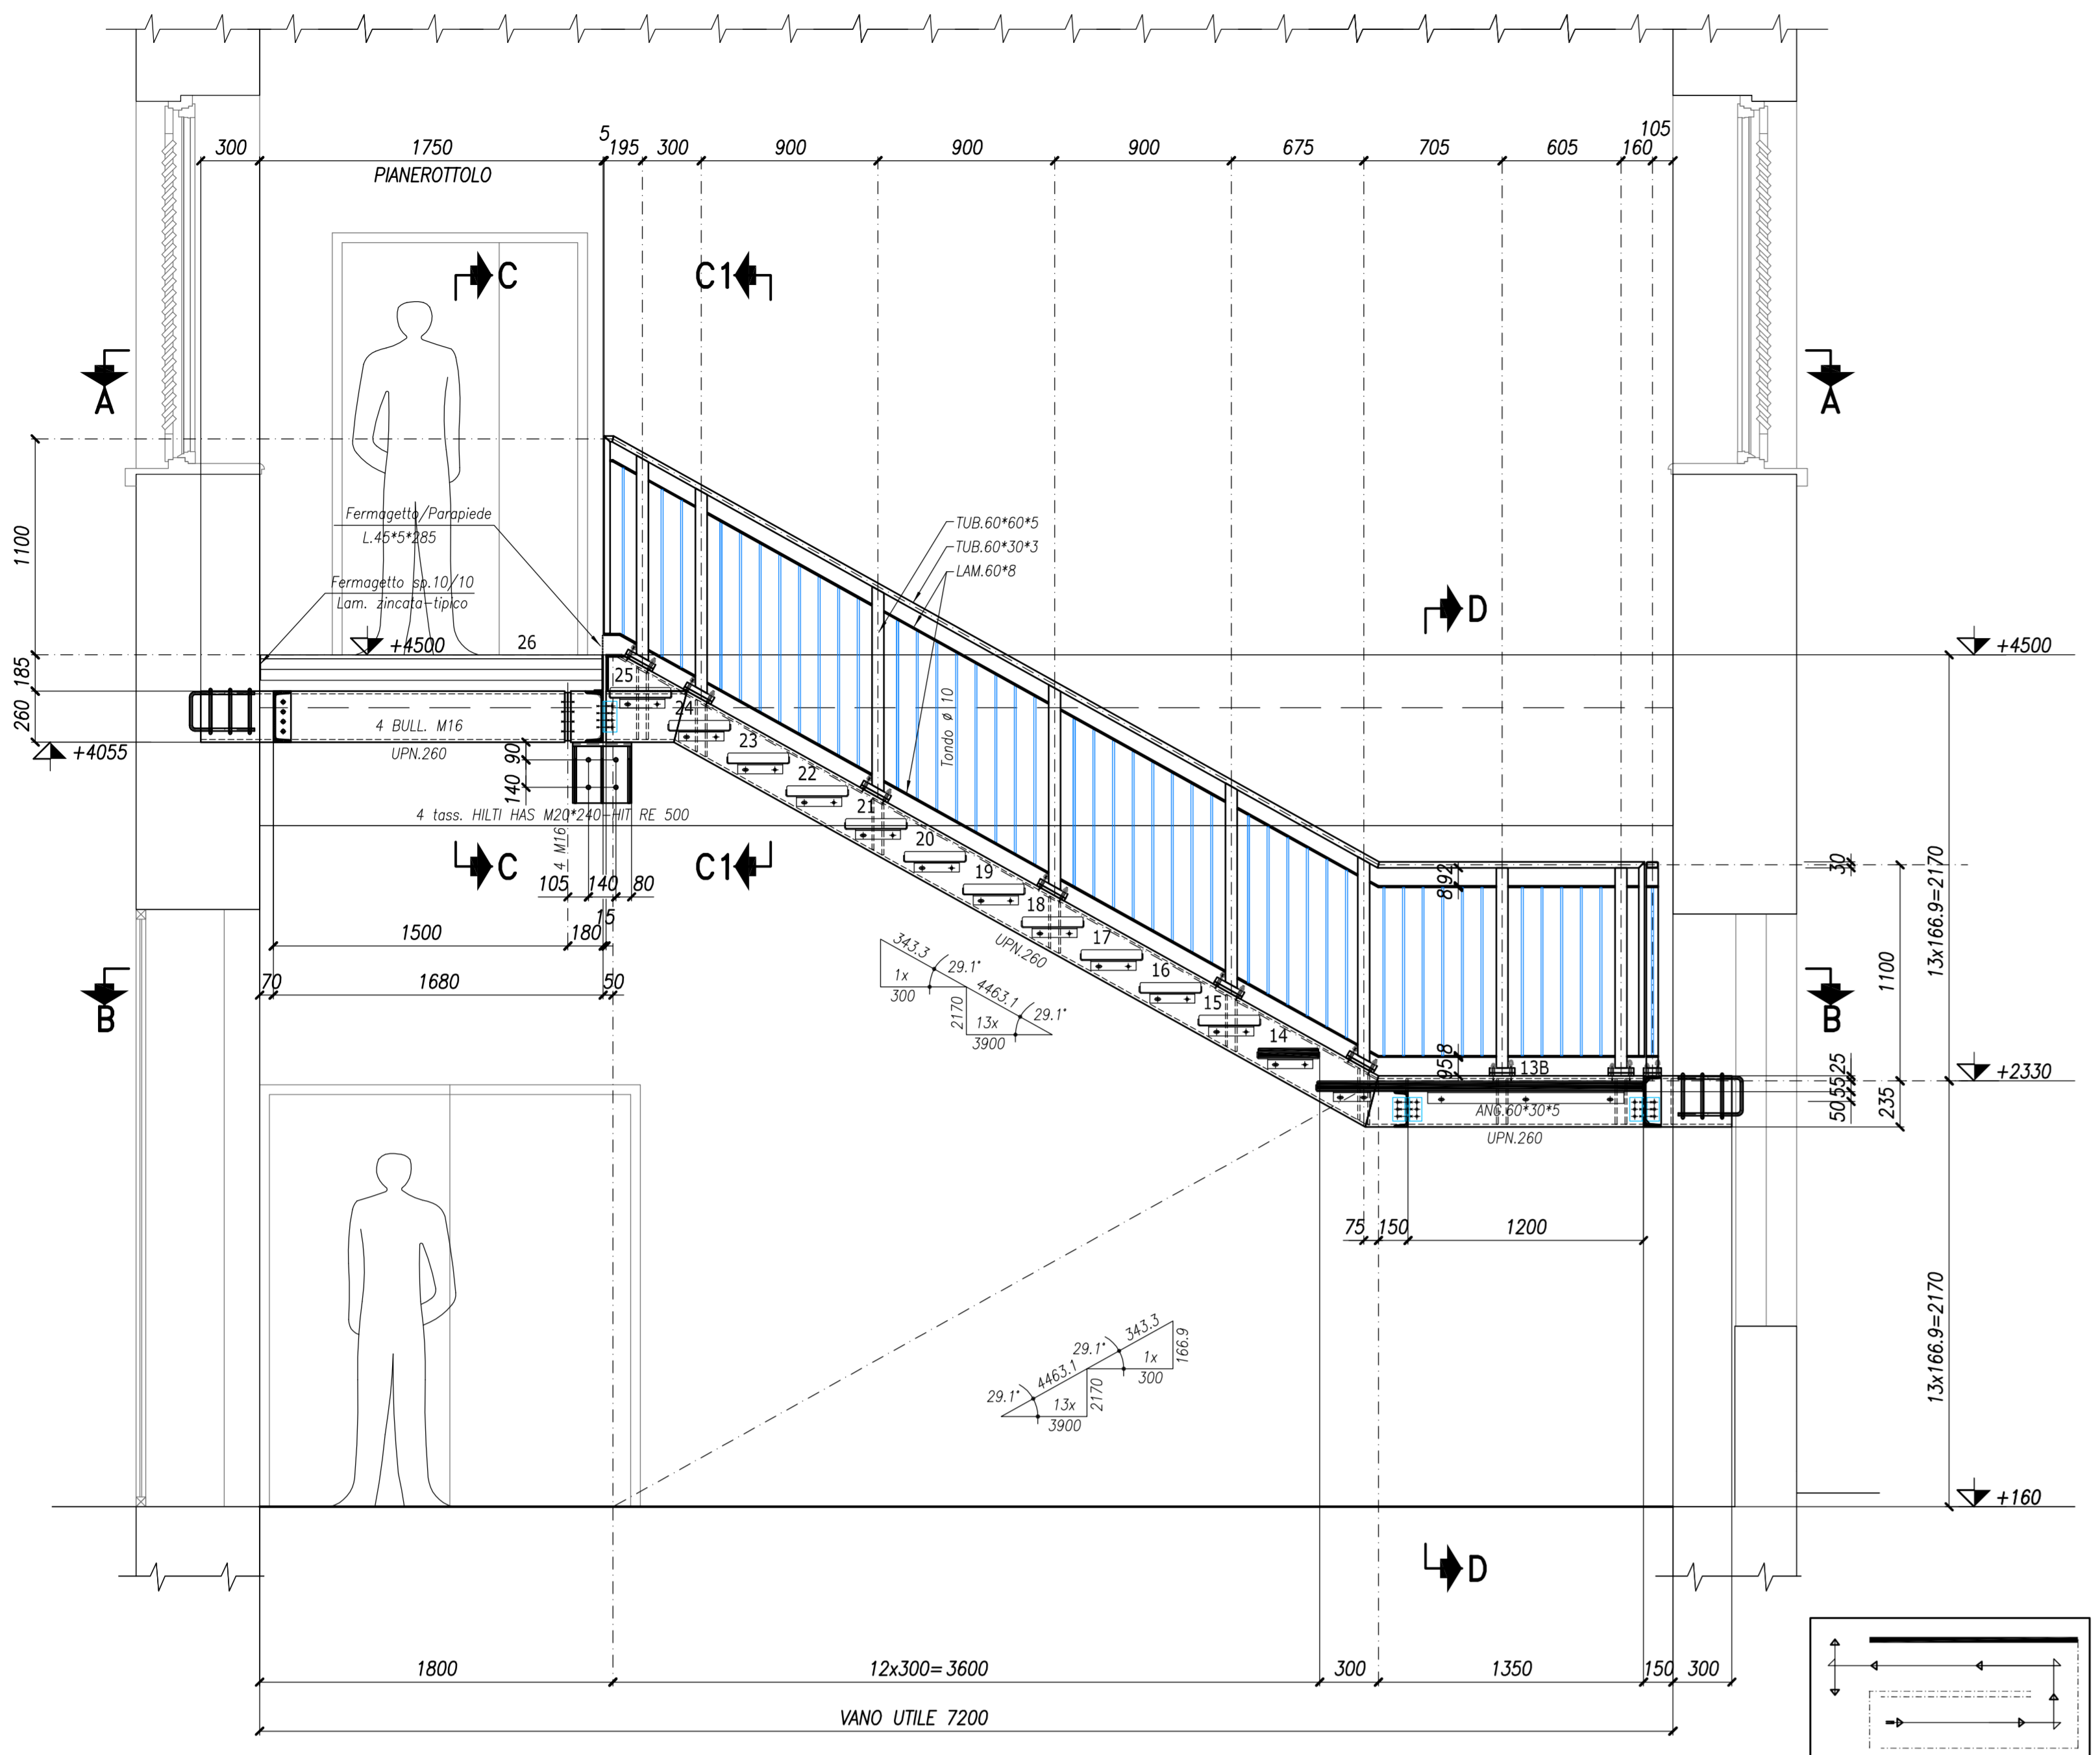 5
105
300
1750
195
300
900
900
900
675
705
605
160
PIANEROTTOLO
C
C1
A
A
Fermagetto/Parapiede
L.45*5*285
TUB.60*60*5
TUB.60*30*3
LAM.60*8
1100
Fermagetto sp.10/10
Lam. zincata-tipico
D
+4500
26
+4500
185
25
24
260
4 BULL. M16
Tondo ø 10
+4055
UPN.260
90
23
140
22
21
4 tass. HILTI HAS M20*240-HIT RE 500
4 M16
20
C
C1
19
892
30
13x166.9=2170
105
140
80
18
15
1500
180
17
UPN.260
343.3
29.1°
1x
300
16
1100
70
1680
50
4463.1
29.1°
2170
13x
3900
15
B
B
14
958
13B
25
+2330
55
50
235
ANG.60*30*5
UPN.260
75
150
1200
13x166.9=2170
343.3
29.1°
1x
166.9
300
4463.1
29.1°
2170
13x
3900
+160
D
1800
12x300=3600
300
1350
150
300
VANO UTILE 7200